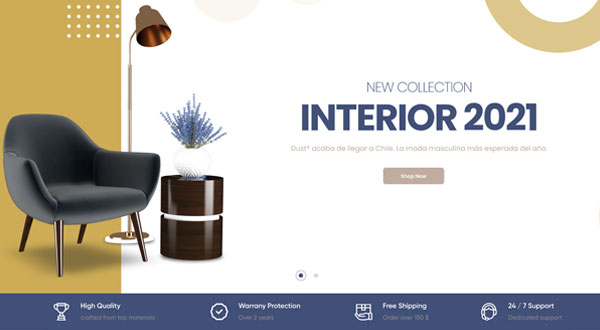 NEW COLLECTION
INTERIOR 2021
Dust® acaba de llegar a Chile. La moda masculina más esperada del año.
Shop Now
High Quality
crafted from top materials
Warrany Protection
Over 2 years
Free Shipping
Order over 150 $
24 / 7 Support
Dedicated support